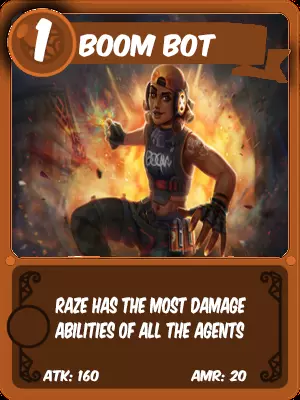 1 BOOM BOT
BOOM
RAZE HAS THE MOST DAMAGE
ABILITIES OF ALL THE AGENTS
ATK: 160 AMR: 20